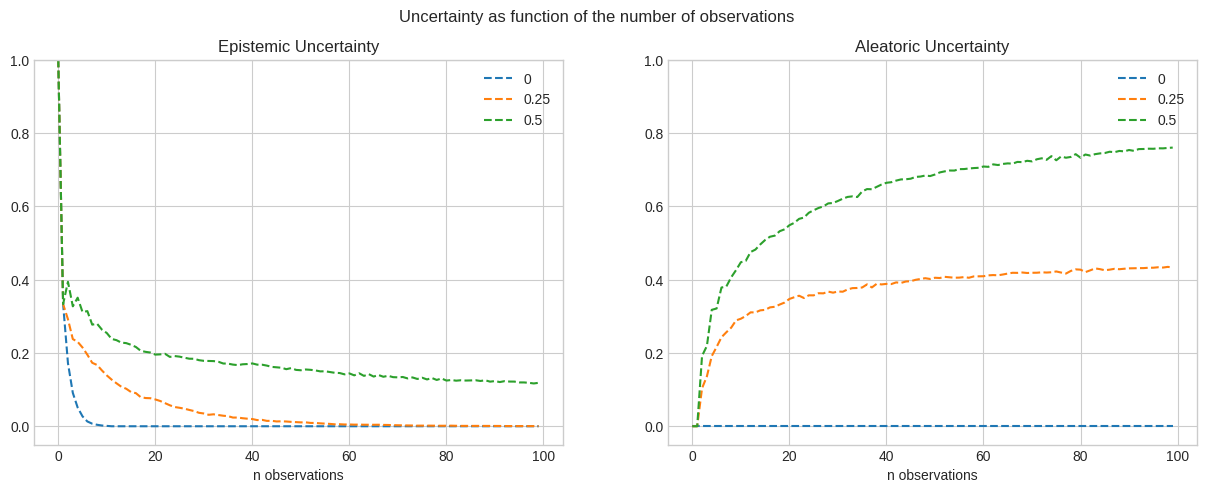 Uncertainty as function of the number of observations
Epistemic Uncertainty
1.0
0.8
0.6
0.4
0.2
0.0
0
0.25
0.5
0 20 40 60 80 100
n observations
Aleatoric Uncertainty
1.0
0.8
0.6
0.4
0.2
0.0
0
0.25
0.5
0 20 40 60 80 100
n observations